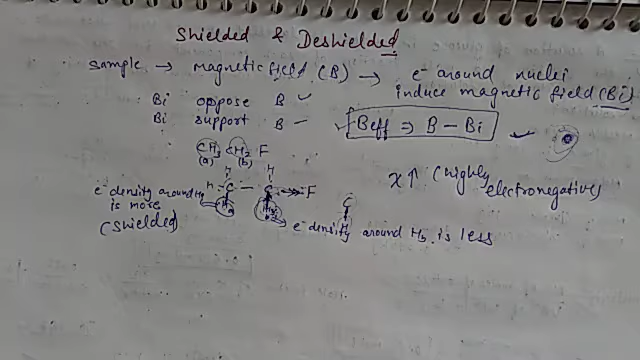 Shielded & Deshielded
Sample → magnetic field (B) → e⁻ around nuclei
induce magnetic field (Bi)
Bi oppose B
Bi support B
Beff ⇒ B – Bi
CH3 CH2 F
(a) (b)
x↑ (highly
electronegatives
H H
H – C – C →→ F
C
H
e⁻ density around Ha
is more
(Shielded)
e⁻ density around Hb is less